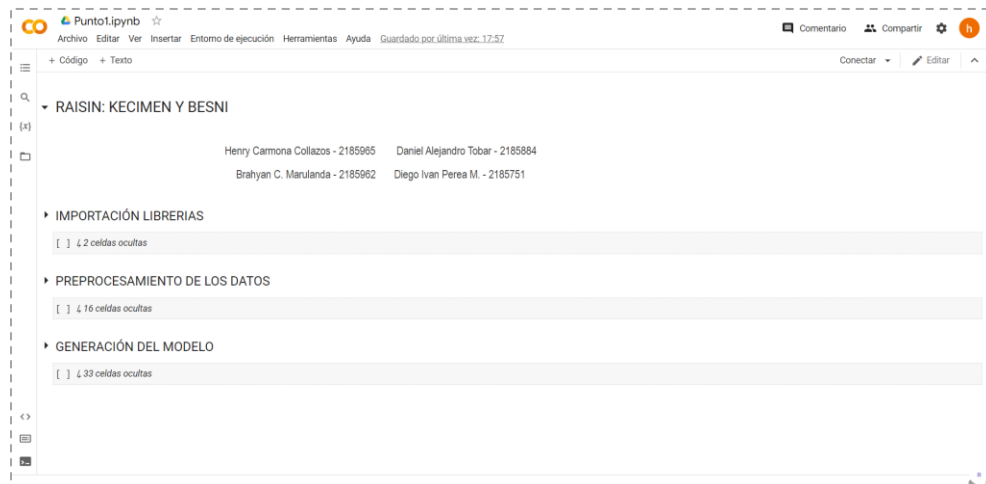 Punto1.ipynb
Archivo Editar Ver Insertar Entorno de ejecución Herramientas Ayuda Guardado por última vez: 17:57
Comentario Compartir h
+ Código + Texto
Conectar Editar
{x}
RAISIN: KECIMEN Y BESNI
Henry Carmona Collazos - 2185965 Daniel Alejandro Tobar - 2185884
Brahyan C. Marulanda - 2185962 Diego Ivan Perea M. - 2185751
IMPORTACIÓN LIBRERIAS
[ ] ↳ 2 celdas ocultas
PREPROCESAMIENTO DE LOS DATOS
[ ] ↳ 16 celdas ocultas
GENERACIÓN DEL MODELO
[ ] ↳ 33 celdas ocultas